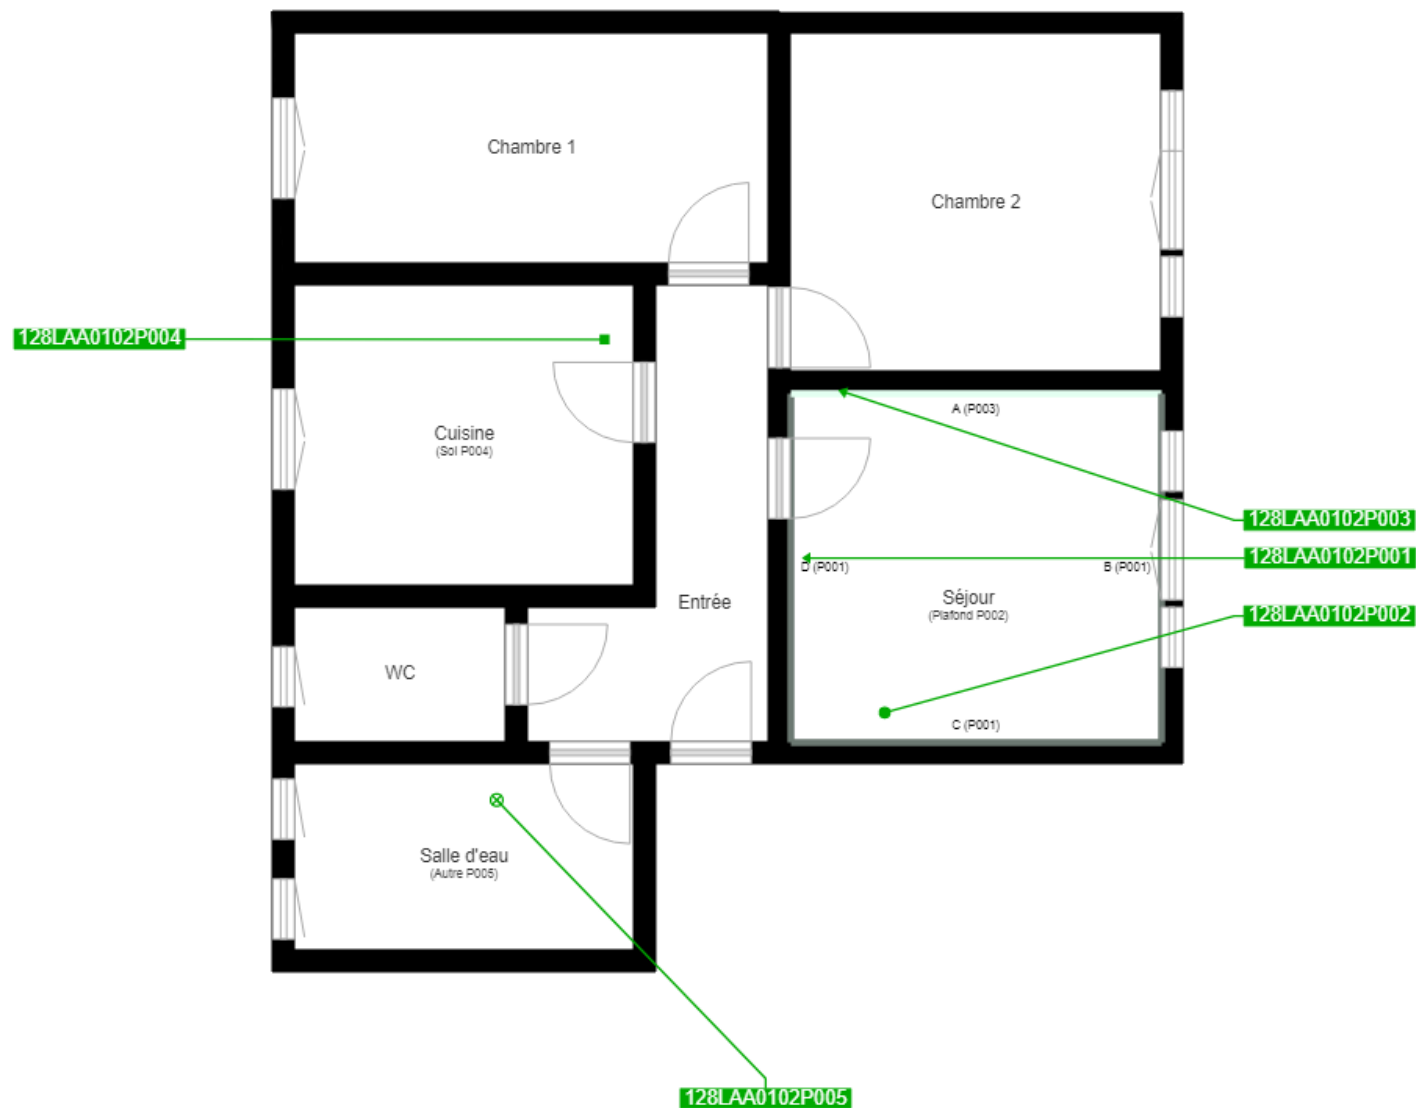 Chambre 1
Chambre 2
128LAA0102P004
A (P003)
Cuisine
(Sol P004)
128LAA0102P003
128LAA0102P001
D (P001)
B (P001)
Entrée
Séjour
(Plafond P002)
128LAA0102P002
WC
C (P001)
Salle d'eau
(Autre P005)
128LAA0102P005